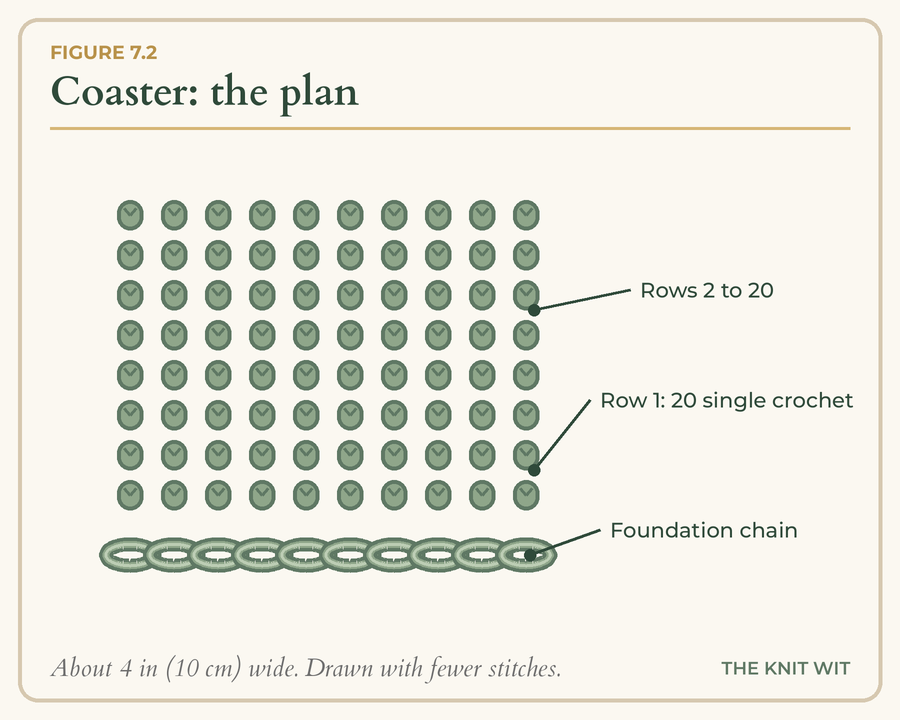 FIGURE 7.2
Coaster: the plan
Rows 2 to 20
Row 1: 20 single crochet
Foundation chain
About 4 in (10 cm) wide. Drawn with fewer stitches.
THE KNIT WIT